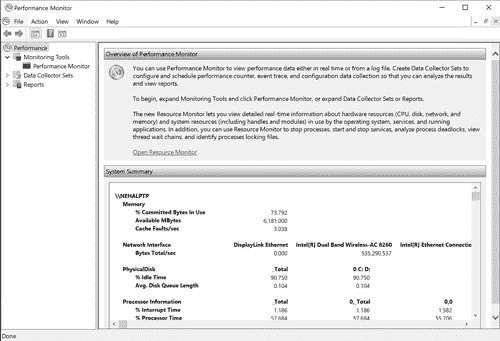 Performance Monitor
File Action View Window Help
Performance
Monitoring Tools
Performance Monitor
Data Collector Sets
Reports
Overview of Performance Monitor
You can use Performance Monitor to view performance data either in real time or from a log file. Create Data Collector Sets to
configure and schedule performance counter, event trace, and configuration data collection so that you can analyze the results
and view reports.
To begin, expand Monitoring Tools and click Performance Monitor, or expand Data Collector Sets or Reports.
The new Resource Monitor lets you view detailed real-time information about hardware resources (CPU, disk, network, and
memory) and system resources (including handles and modules) in use by the operating system, services, and running
applications. In addition, you can use Resource Monitor to stop processes, start and stop services, analyze process deadlocks, view
thread wait chains, and identify processes locking files.
Open Resource Monitor
System Summary
\\NEHALPTP
Memory
% Committed Bytes In Use 73.792
Available MBytes 6,181.000
Cache Faults/sec 3.038
Network Interface DisplayLink Ethernet Intel[R] Dual Band Wireless-AC 8260 Intel[R] Ethernet Connectio
Bytes Total/sec 0.000 535,290.537
PhysicalDisk _Total 0 C: D:
% Idle Time 90.750 90.750
Avg. Disk Queue Length 0.104 0.104
Processor Information _Total 0,_Total 0,0
% Interrupt Time 1.186 1.186 1.582
% Processor Time 57.684 57.684 55.706
Done